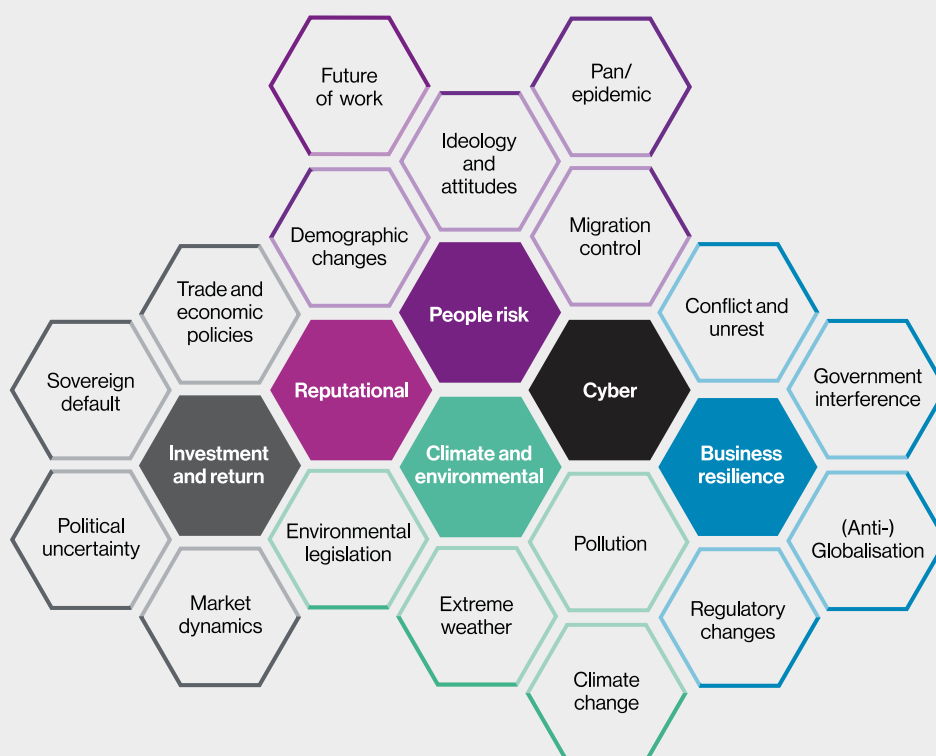 Future
of work
Pan/
epidemic
Ideology
and
attitudes
Demographic
changes
Migration
control
Trade and
economic
policies
People risk
Conflict and
unrest
Sovereign
default
Reputational
Cyber
Government
interference
Investment
and return
Climate and
environmental
Business
resilience
Political
uncertainty
Environmental
legislation
Pollution
(Anti-)
Globalisation
Market
dynamics
Extreme
weather
Regulatory
changes
Climate
change